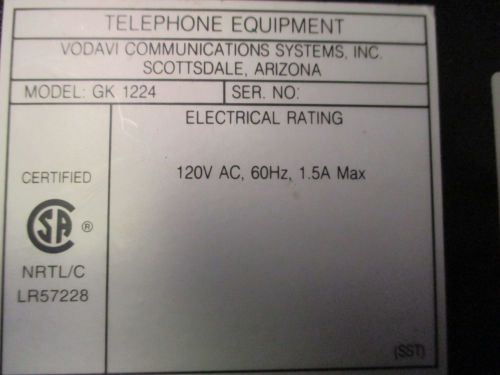 TELEPHONE EQUIPMENT
VODAVI COMMUNICATIONS SYSTEMS, INC.
SCOTTSDALE, ARIZONA
MODEL: GK 1224 SER. NO:
ELECTRICAL RATING
120V AC, 60Hz, 1.5A Max
CERTIFIED
SA ®
NRTL/C
LR57228
(SST)